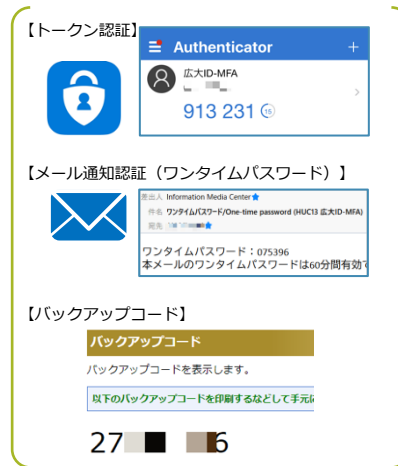 【トークン認証】
Authenticator +
広大ID-MFA
913 231 15
【メール通知認証（ワンタイムパスワード）】
差出人 Information Media Center
件名 ワンタイムパスワード/One-time password (HUC13 広大ID-MFA)
宛先
ワンタイムパスワード：075396
本メールのワンタイムパスワードは60分間有効で
【バックアップコード】
バックアップコード
バックアップコードを表示します。
以下のバックアップコードを印刷するなどして手元に
27 6